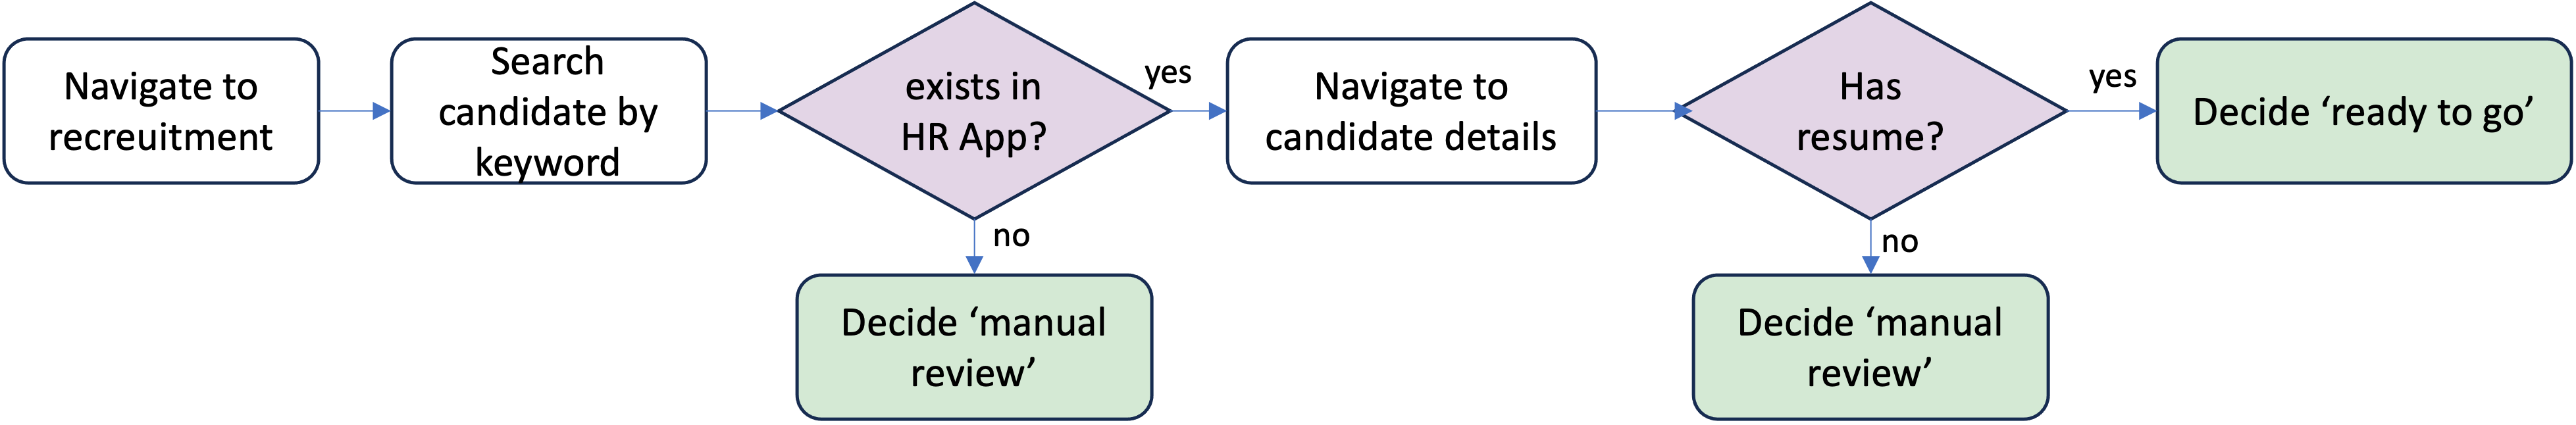 Navigate to
recreuitment
Search
candidate by
keyword
exists in
HR App?
yes
no
Decide ‘manual
review’
Navigate to
candidate details
Has
resume?
yes
no
Decide ‘manual
review’
Decide ‘ready to go’